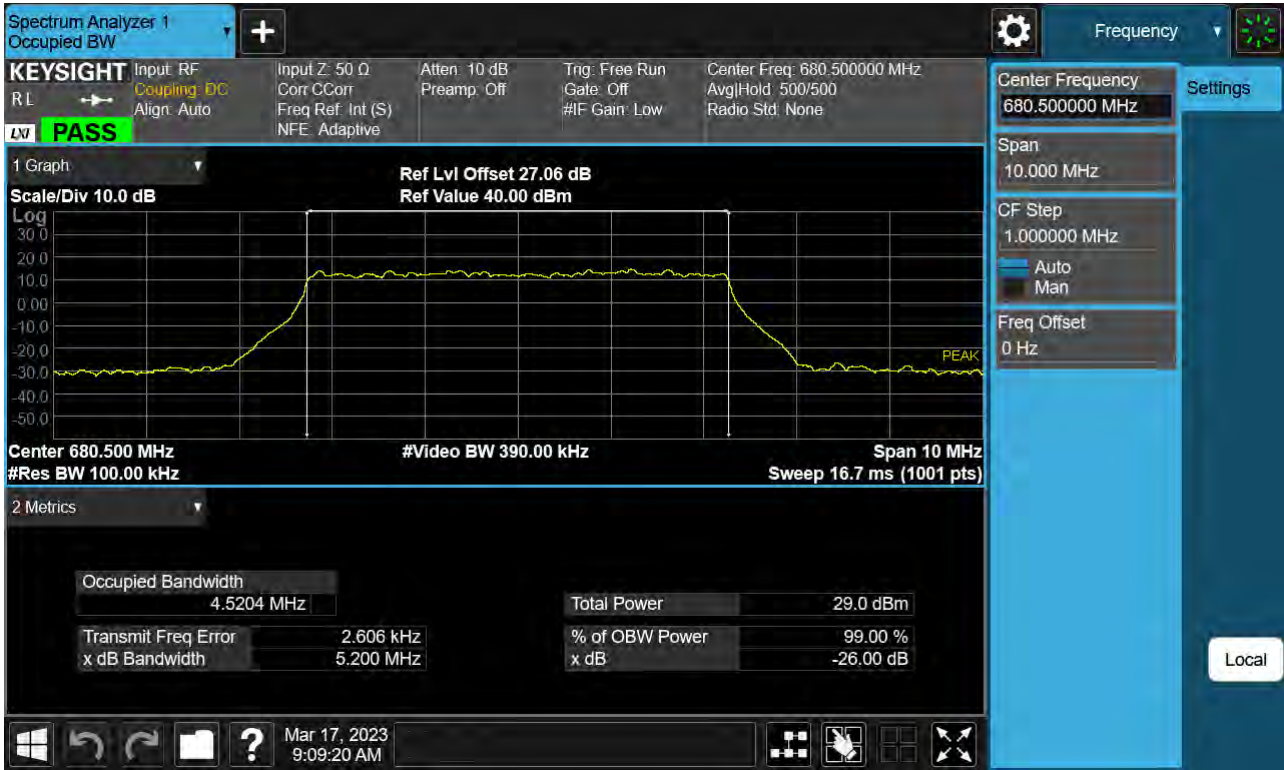 Spectrum Analyzer 1
Occupied BW
Frequency
KEYSIGHT
RL
LXI PASS
Input: RF
Coupling: DC
Align: Auto
Input Z: 50 Ω
Corr CCorr
Freq Ref: Int (S)
NFE: Adaptive
Atten: 10 dB
Preamp: Off
Trig: Free Run
Gate: Off
#IF Gain: Low
Center Freq: 680.500000 MHz
Avg|Hold: 500/500
Radio Std: None
Center Frequency
680.500000 MHz
Settings
Span
10.000 MHz
CF Step
1.000000 MHz
Auto
Man
Freq Offset
0 Hz
Local
1 Graph
Scale/Div 10.0 dB
Ref Lvl Offset 27.06 dB
Ref Value 40.00 dBm
Log
30.0
20.0
10.0
0.00
-10.0
-20.0
-30.0
-40.0
-50.0
PEAK
Center 680.500 MHz
#Video BW 390.00 kHz
Span 10 MHz
#Res BW 100.00 kHz
Sweep 16.7 ms (1001 pts)
2 Metrics
Occupied Bandwidth
4.5204 MHz
Total Power 29.0 dBm
Transmit Freq Error 2.606 kHz
% of OBW Power 99.00 %
x dB Bandwidth 5.200 MHz
x dB -26.00 dB
?
Mar 17, 2023
9:09:20 AM